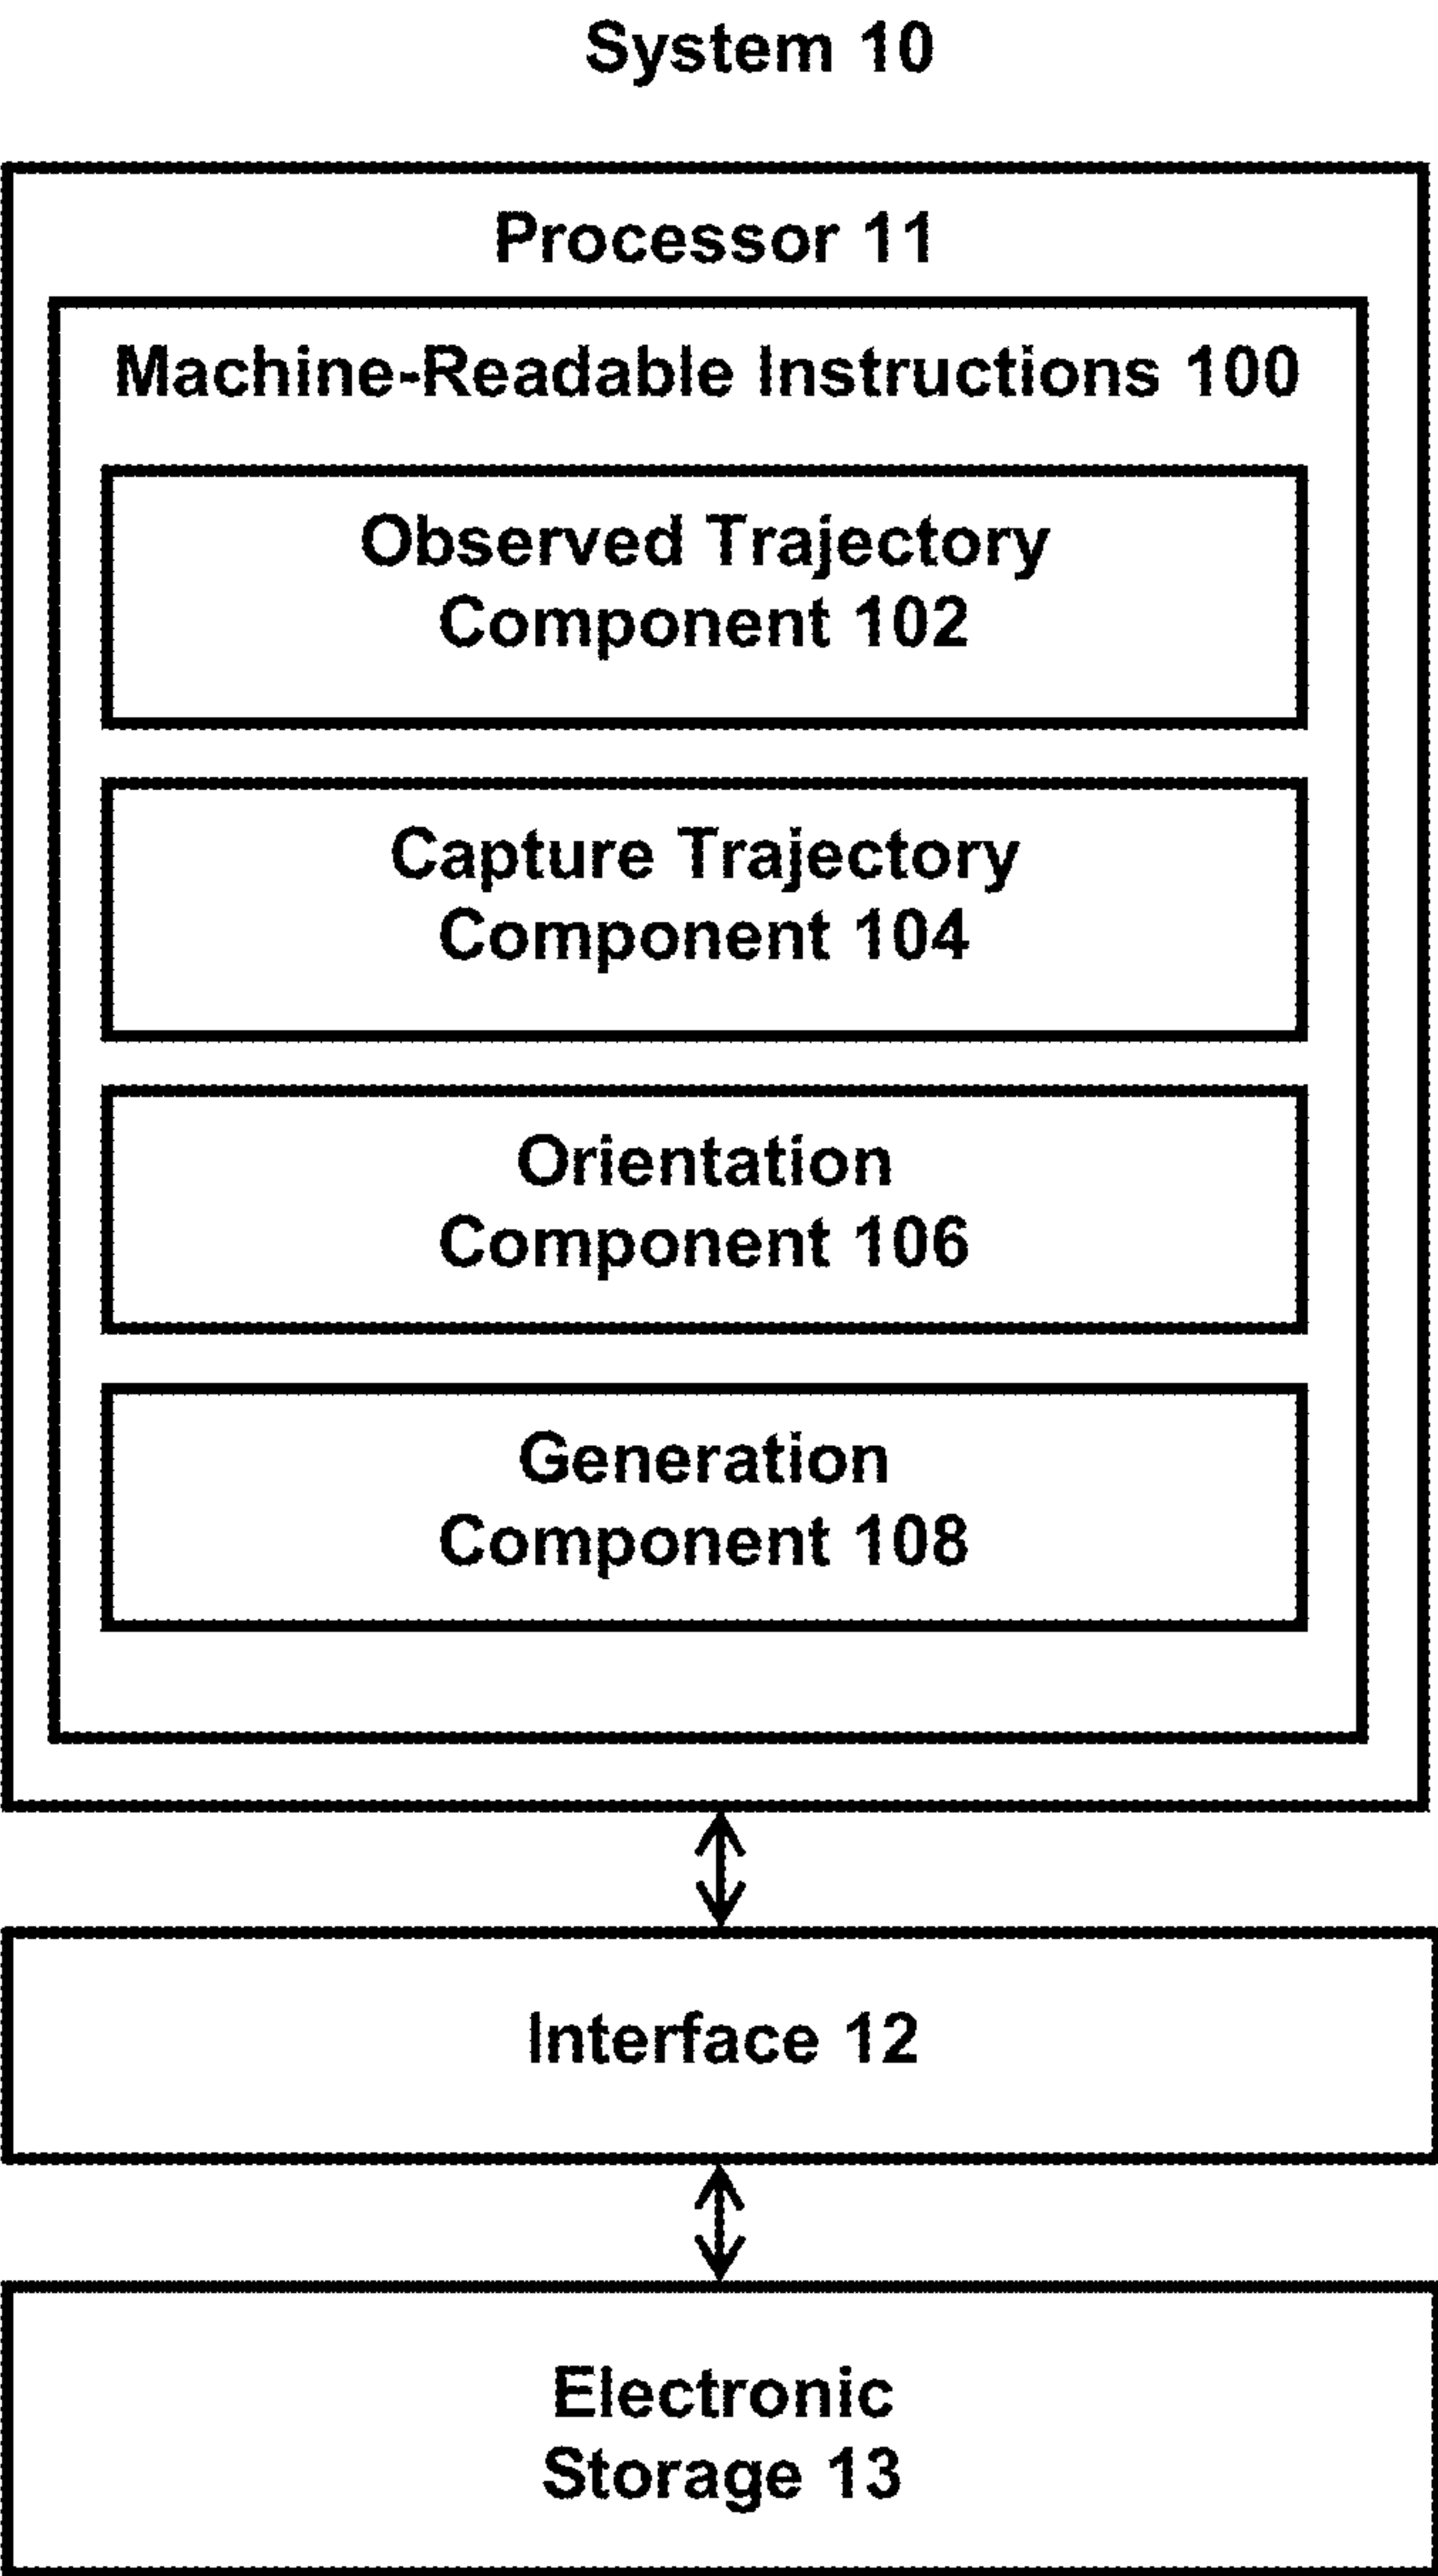 System 10
Processor 11
Machine-Readable Instructions 100
Observed Trajectory
Component 102
Capture Trajectory
Component 104
Orientation
Component 106
Generation
Component 108
Interface 12
Electronic
Storage 13